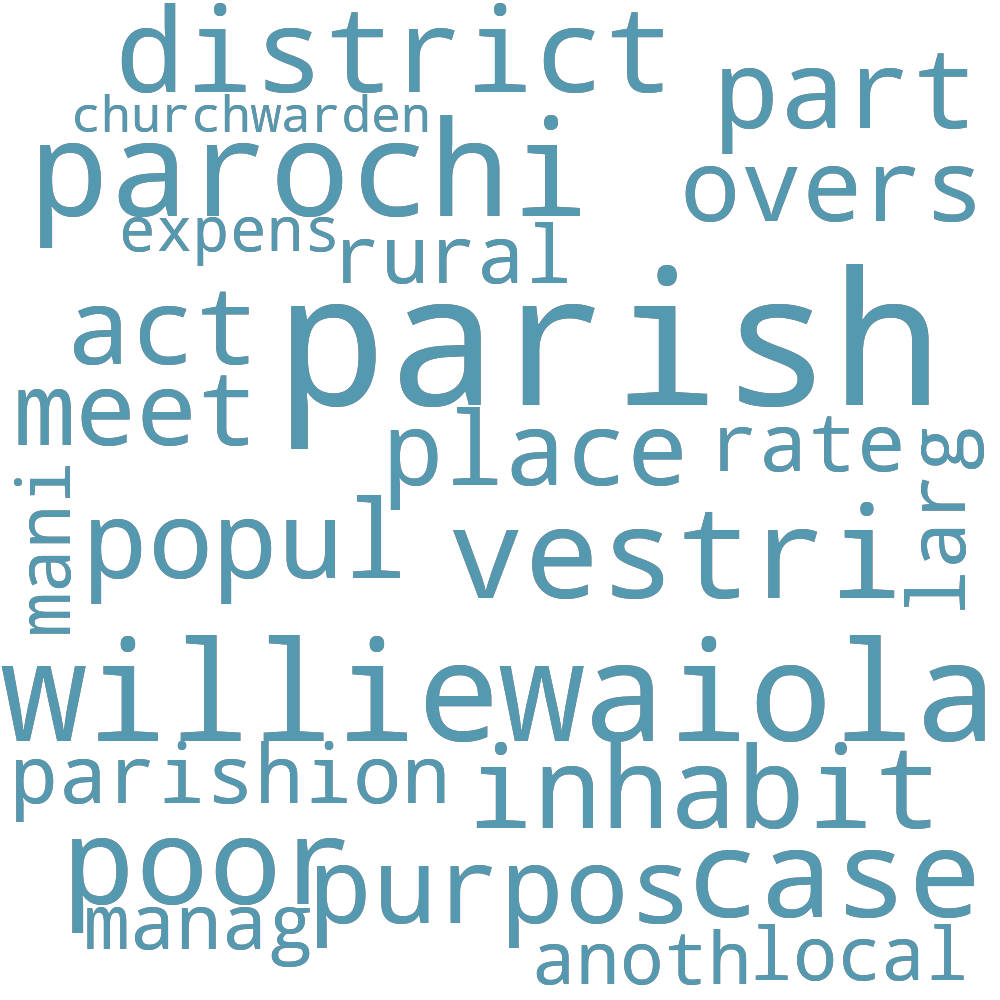 district
part
churchwarden
parochi
overs
expens
rural
act
parish
meet
place
rate
larg
mani
popul
vestri
williewaiola
parishion
inhabit
poor
purpos
case
manag
anoth
local